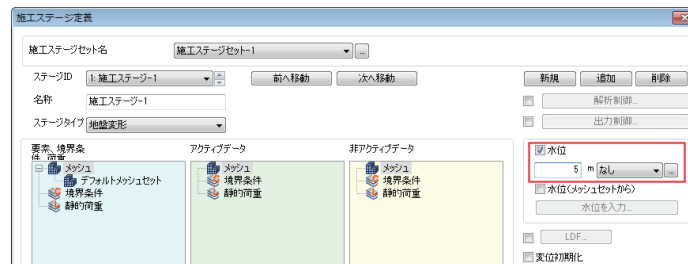 施工ステージ定義
施工ステージセット名 施工ステージセット-1 ...
ステージID 1: 施工ステージ-1 前へ移動 次へ移動 新規 追加 削除
名称 施工ステージ-1 解析制御...
ステージタイプ 地盤変形 出力制御...
要素、境界条件、荷重 アクティブデータ 非アクティブデータ 水位
メッシュ メッシュ メッシュ 5 m なし ...
デフォルトメッシュセット 境界条件 境界条件 水位(メッシュセットから)
境界条件 静的荷重 静的荷重 水位を入力...
静的荷重
LDF...
変位初期化